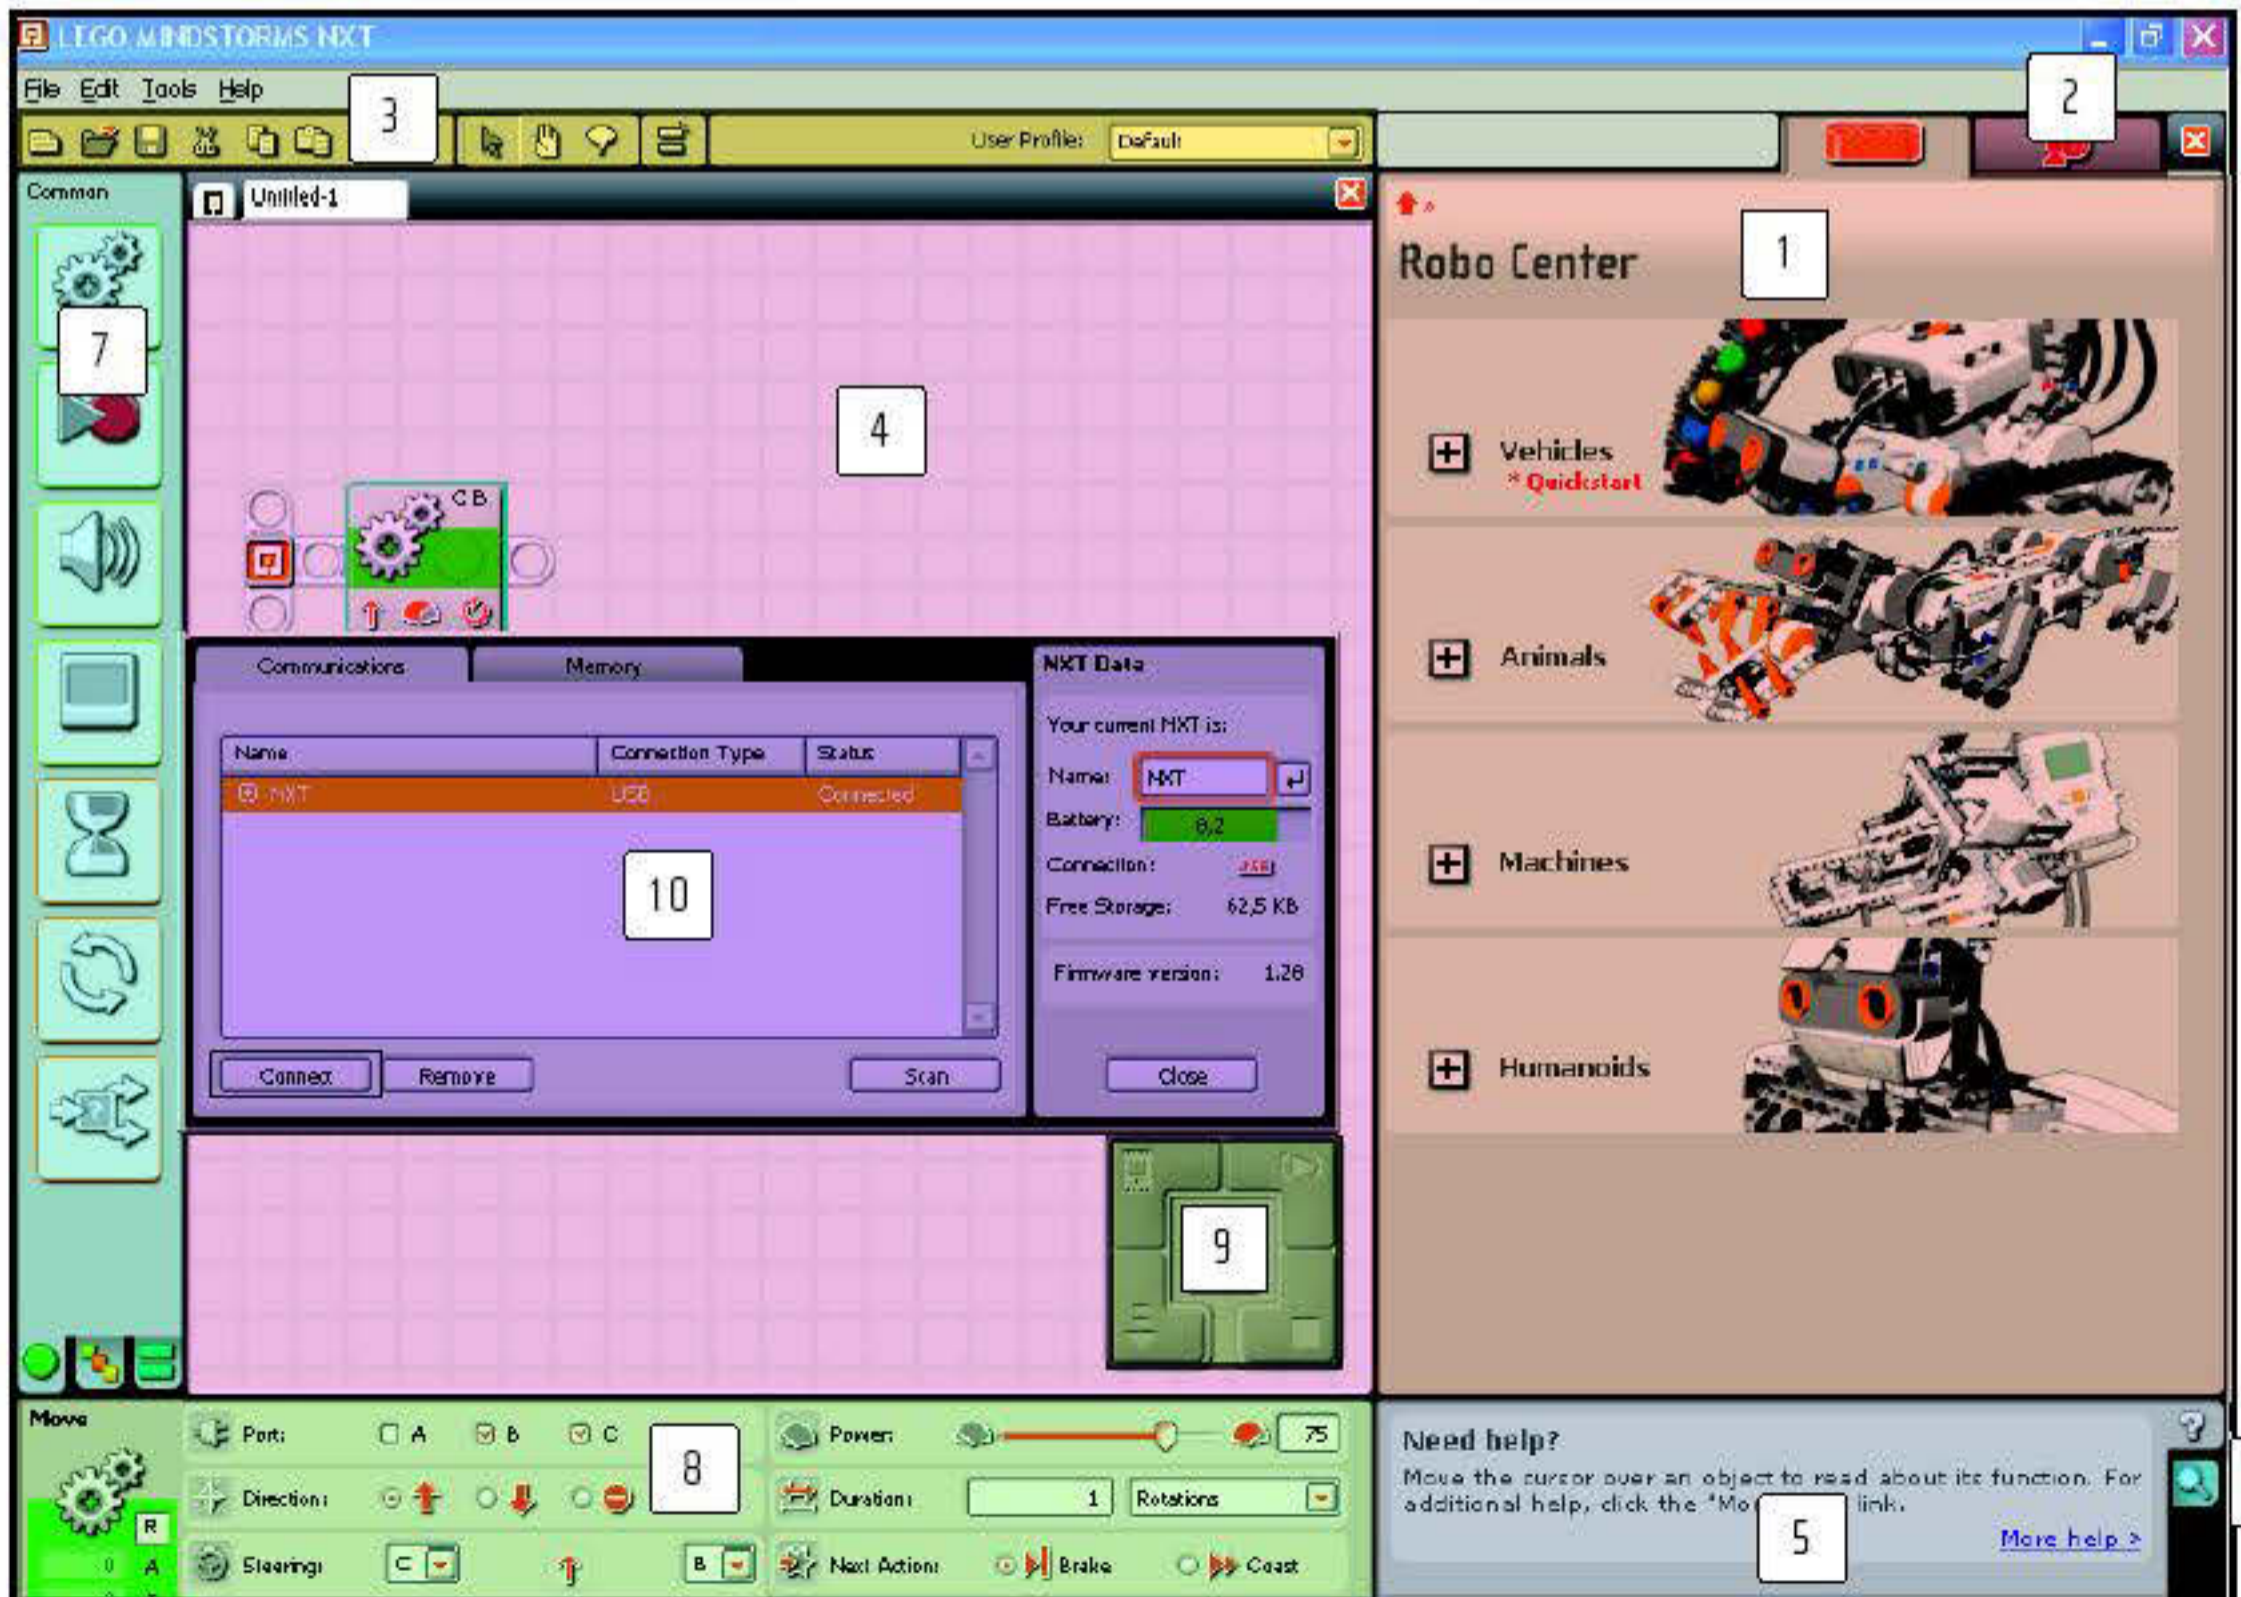 LEGO MINDSTORMS NXT
File Edit Tools Help
3
2
User Profile: Default
Common
Untitled-1
1
Robo Center
7
4
Vehicles
* Quickstart
C B
Animals
Communications Memory
NXT Data
Your current NXT is:
Name Connection Type Status
Name: NXT
NXT USB Connected
Battery: 8,2
Connection: USB
Machines
10
Free Storage: 62,5 KB
Firmware version: 1.28
Humanoids
Connect Remove Scan Close
9
Move
Port: A B C
8
Power: 75
Direction:
Duration: 1 Rotations
R
0 A
Steering: C B
Next Action: Brake Coast
Need help?
Move the cursor over an object to read about its function. For
additional help, click the "Mo link.
5
More help >